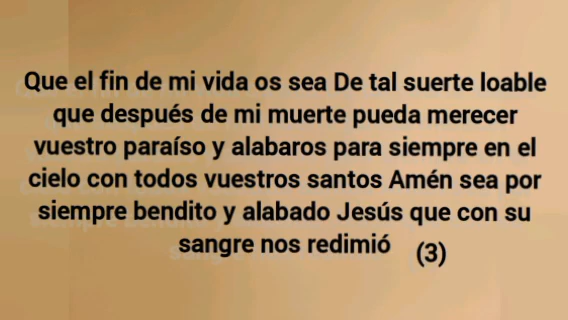 Que el fin de mi vida os sea De tal suerte loable
que después de mi muerte pueda merecer
vuestro paraíso y alabaros para siempre en el
cielo con todos vuestros santos Amén sea por
siempre bendito y alabado Jesús que con su
sangre nos redimió (3)